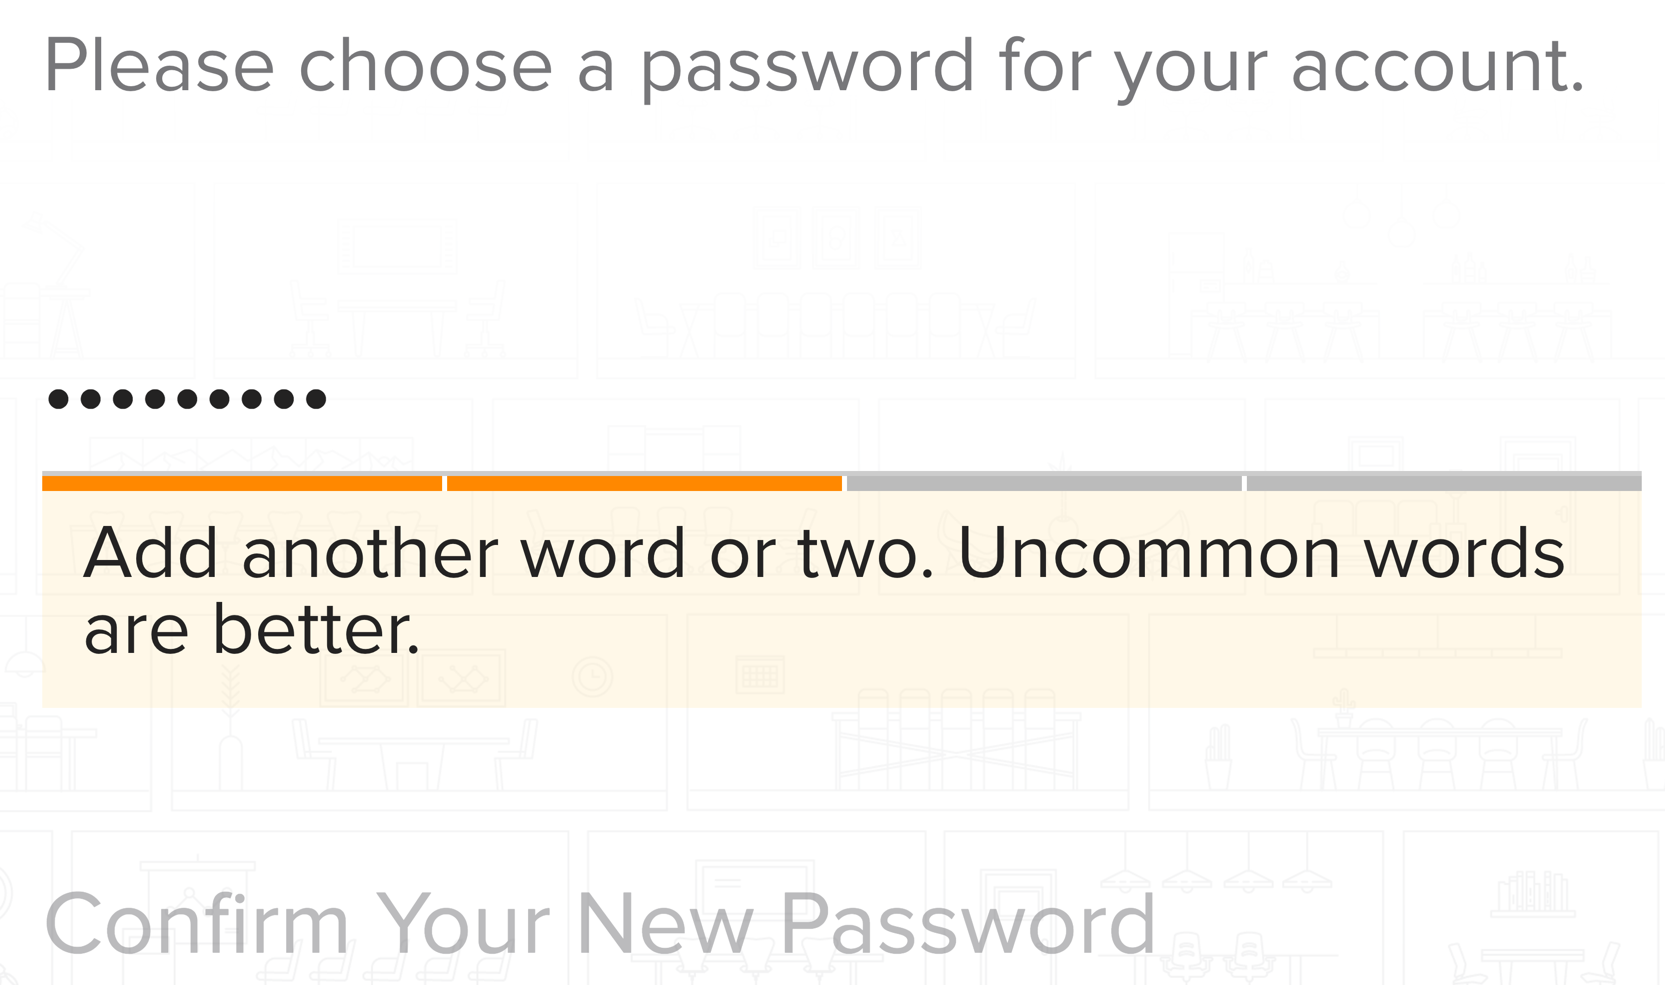 Please choose a password for your account.
•••••••••
Add another word or two. Uncommon words
are better.
Confirm Your New Password